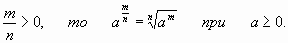 m/n > 0, то a^(m/n) = ⁿ√(a^m) при a ≥ 0.